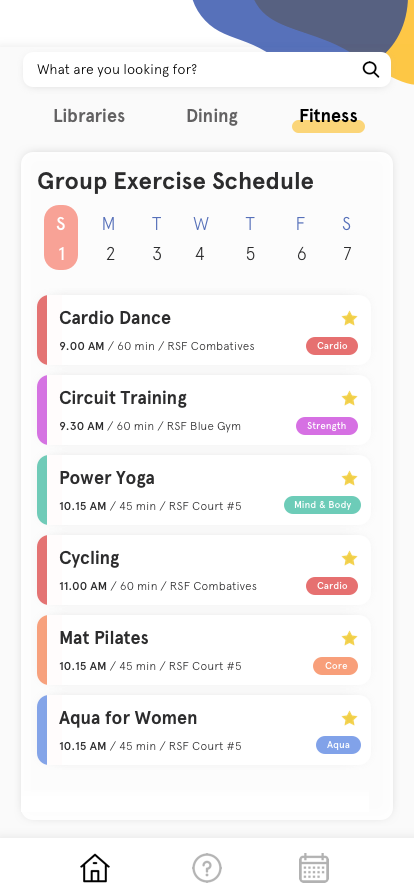 What are you looking for?
Libraries Dining Fitness
Group Exercise Schedule
S M T W T F S
1 2 3 4 5 6 7
Cardio Dance
9.00 AM / 60 min / RSF Combatives Cardio
Circuit Training
9.30 AM / 60 min / RSF Blue Gym Strength
Power Yoga
10.15 AM / 45 min / RSF Court #5 Mind & Body
Cycling
11.00 AM / 60 min / RSF Combatives Cardio
Mat Pilates
10.15 AM / 45 min / RSF Court #5 Core
Aqua for Women
10.15 AM / 45 min / RSF Court #5 Aqua
?